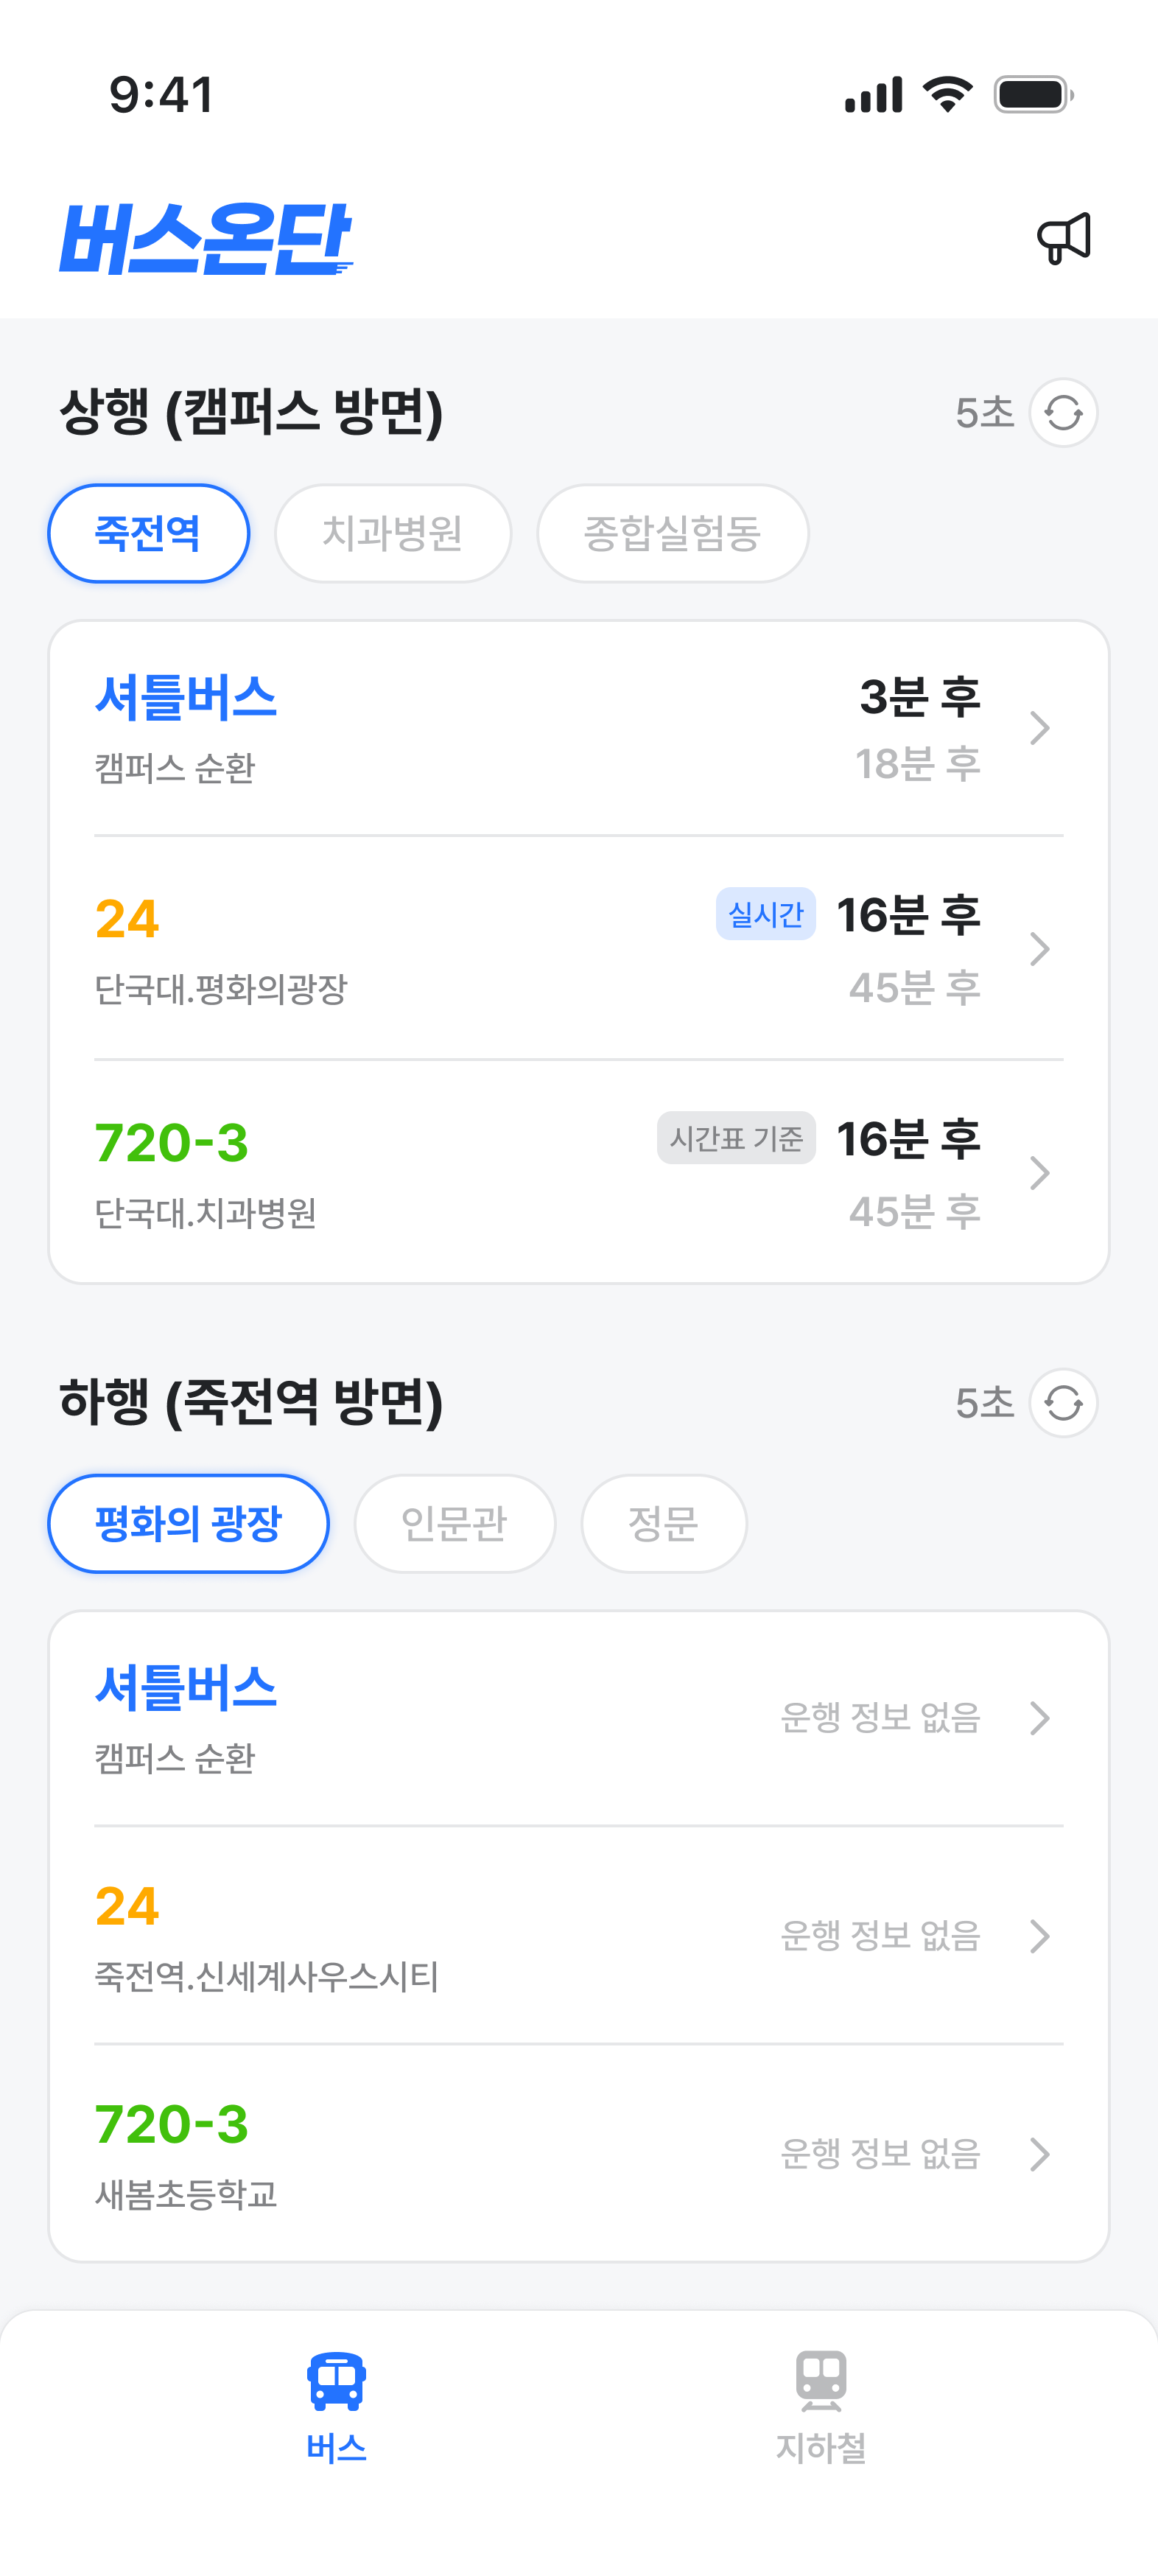 9:41
버스온단
상행 (캠퍼스 방면)
5초
죽전역 치과병원 종합실험동
셔틀버스
3분 후
캠퍼스 순환
18분 후
24
실시간 16분 후
단국대.평화의광장
45분 후
720-3
시간표 기준 16분 후
단국대.치과병원
45분 후
하행 (죽전역 방면)
5초
평화의 광장 인문관 정문
셔틀버스
운행 정보 없음
캠퍼스 순환
24
운행 정보 없음
죽전역.신세계사우스시티
720-3
운행 정보 없음
새봄초등학교
버스 지하철